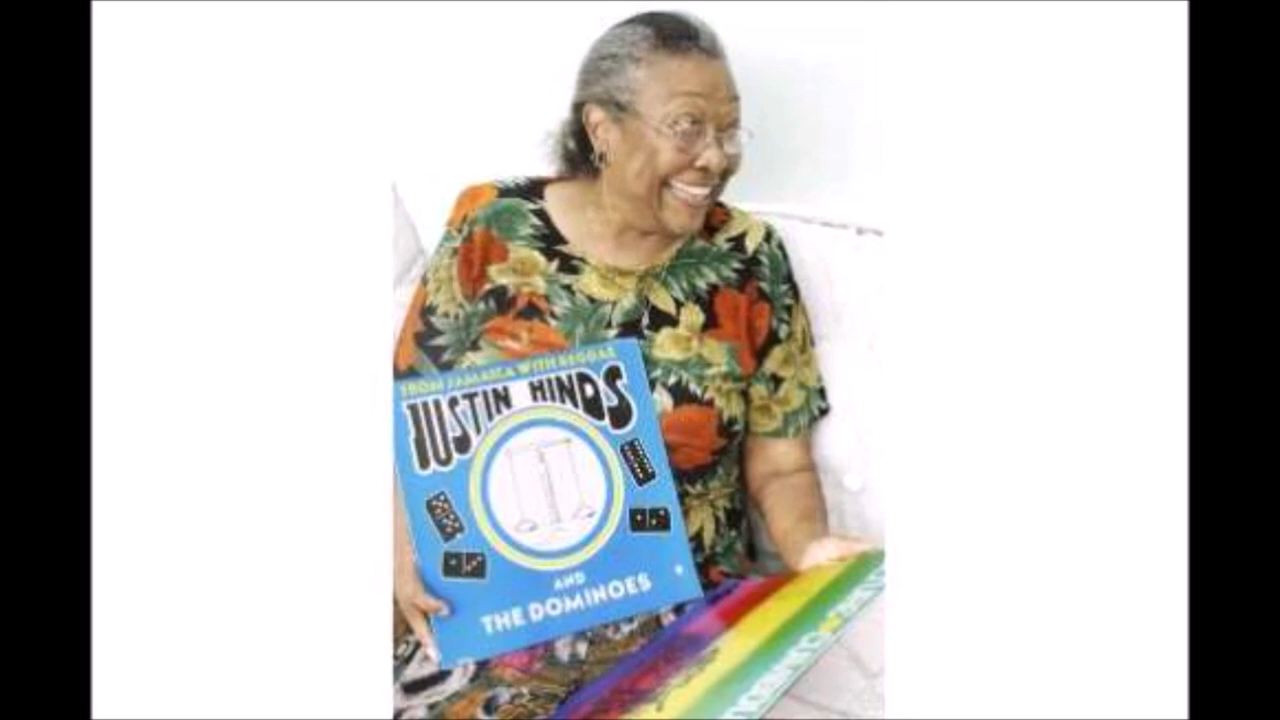 FROM JAMAICA WITH REGGAE
JUSTIN HINDS
AND
THE DOMINOES